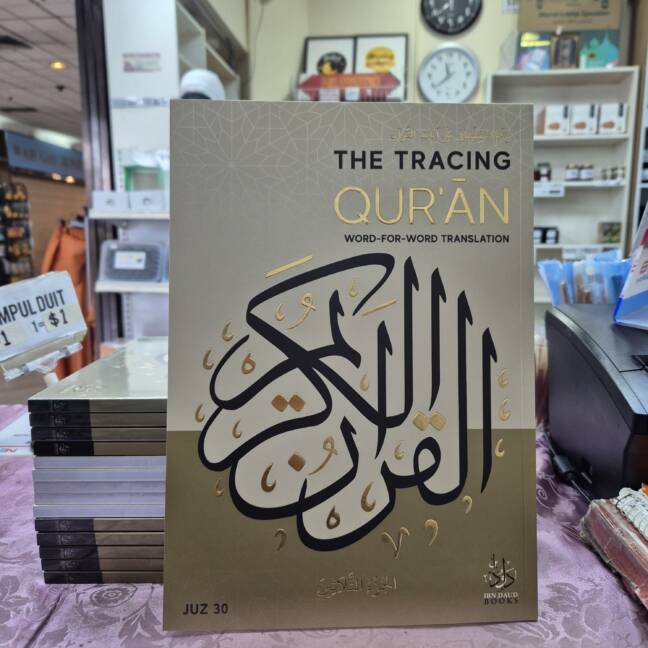 THE TRACING
QUR'ĀN
WORD-FOR-WORD TRANSLATION
القرآن الكريم
الجزء الثلاثون
JUZ 30
IBN DAUD
BOOKS
MPUL DUIT
1=$1